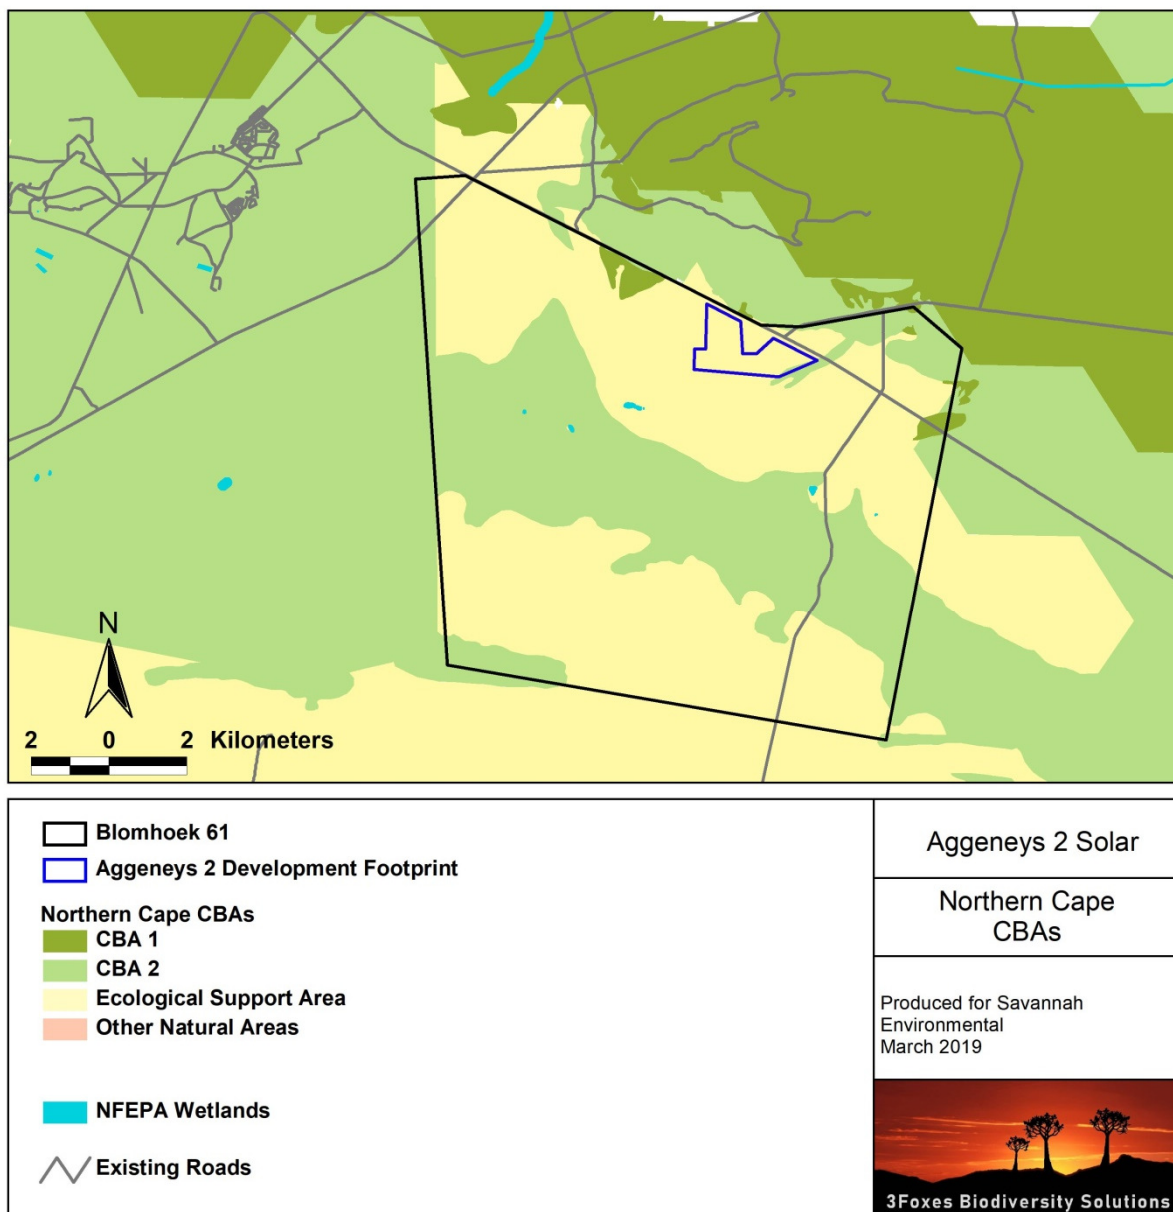 N
2 0 2 Kilometers
Blomhoek 61
Aggeneys 2 Development Footprint
Northern Cape CBAs
CBA 1
CBA 2
Ecological Support Area
Other Natural Areas
NFEPA Wetlands
Existing Roads
Aggeneys 2 Solar
Northern Cape
CBAs
Produced for Savannah
Environmental
March 2019
3Foxes Biodiversity Solutions